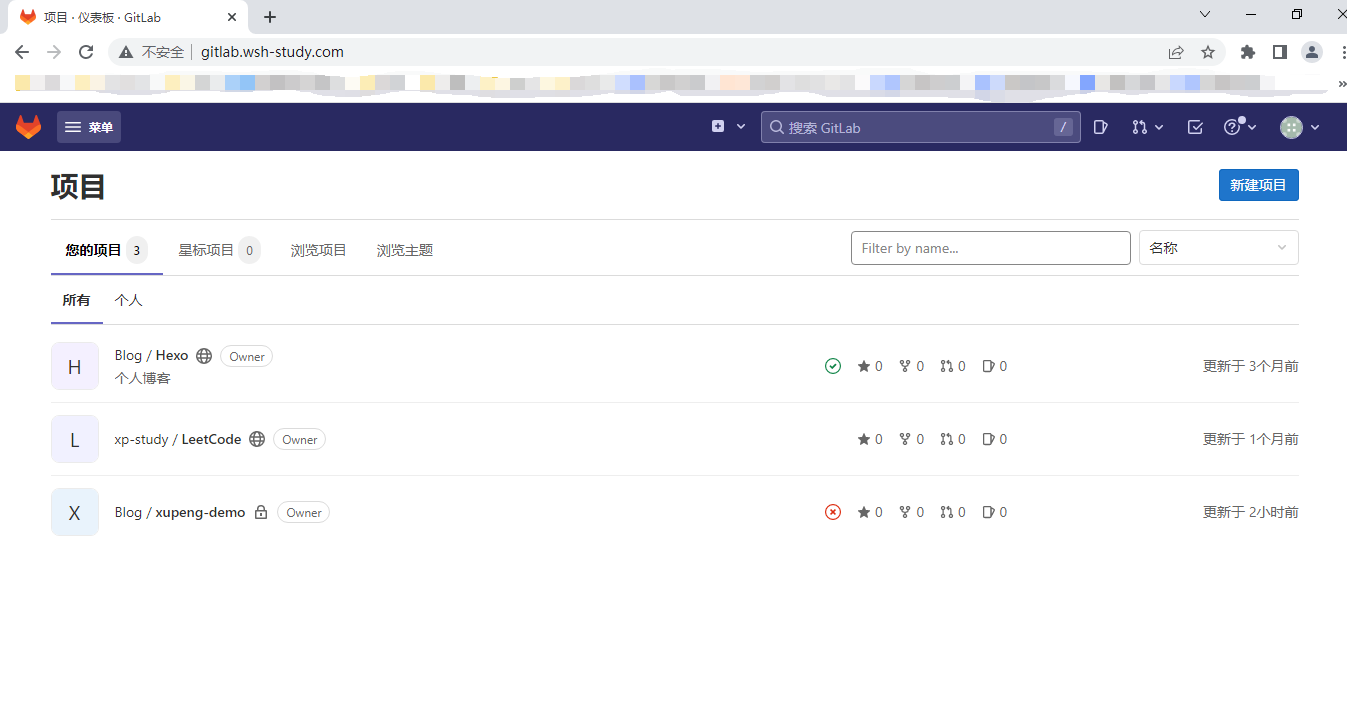 项目 · 仪表板 · GitLab
不安全 gitlab.wsh-study.com
菜单 搜索 GitLab /
项目 新建项目
您的项目 3 星标项目 0 浏览项目 浏览主题 Filter by name... 名称
所有 个人
H Blog / Hexo Owner 0 0 0 0 更新于 3个月前
个人博客
L xp-study / LeetCode Owner 0 0 0 0 更新于 1个月前
X Blog / xupeng-demo Owner 0 0 0 0 更新于 2小时前